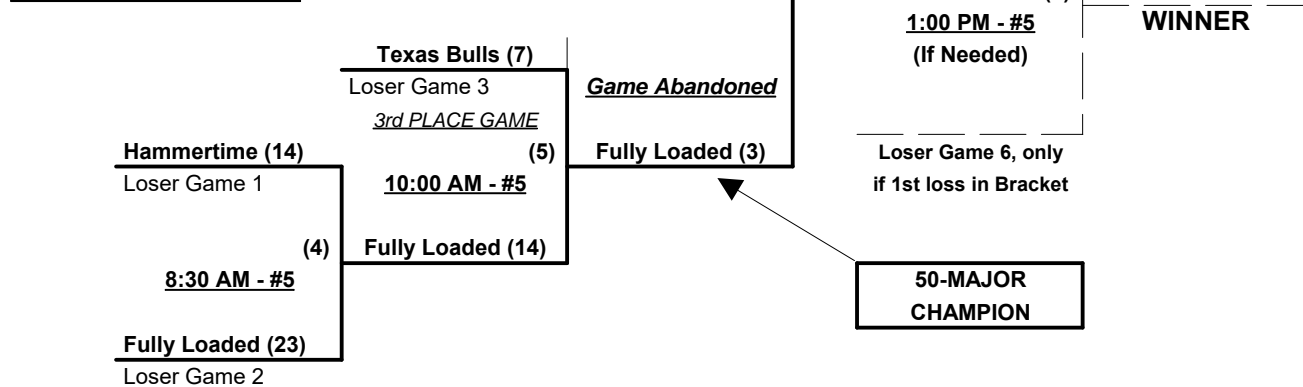 1:00 PM - #5
WINNER
(If Needed)
Texas Bulls (7)
Loser Game 3
Game Abandoned
3rd PLACE GAME
Hammertime (14)
(5)
Fully Loaded (3)
Loser Game 6, only
Loser Game 1
10:00 AM - #5
if 1st loss in Bracket
(4)
Fully Loaded (14)
8:30 AM - #5
50-MAJOR
CHAMPION
Fully Loaded (23)
Loser Game 2